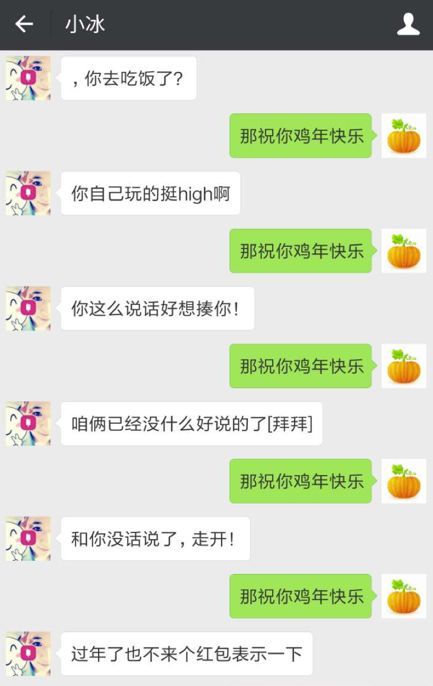 小冰
，你去吃饭了？
那祝你鸡年快乐
你自己玩的挺high啊
那祝你鸡年快乐
你这么说话好想揍你！
那祝你鸡年快乐
咱俩已经没什么好说的了[拜拜]
那祝你鸡年快乐
和你没话说了，走开！
那祝你鸡年快乐
过年了也不来个红包表示一下